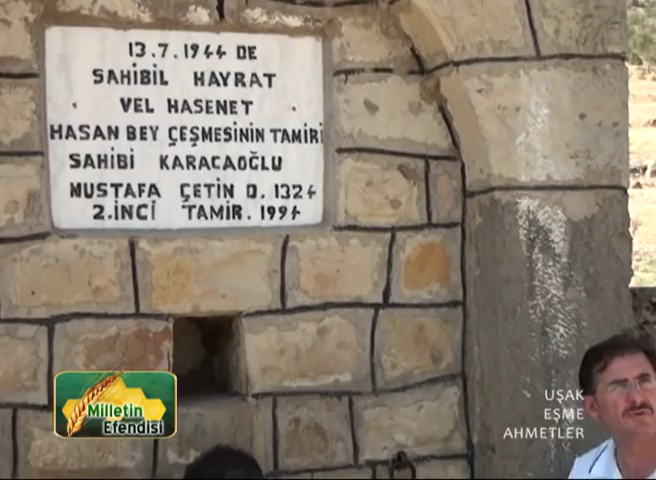 13.7.1944 DE
SAHİBİL HAYRAT
VEL HASENET
HASAN BEY ÇEŞMESİNİN TAMİRİ
SAHİBİ KARACAOĞLU
MUSTAFA ÇETİN D. 1324
2.İNCİ TAMİR. 1994
Milletin
Efendisi
UŞAK
EŞME
AHMETLER